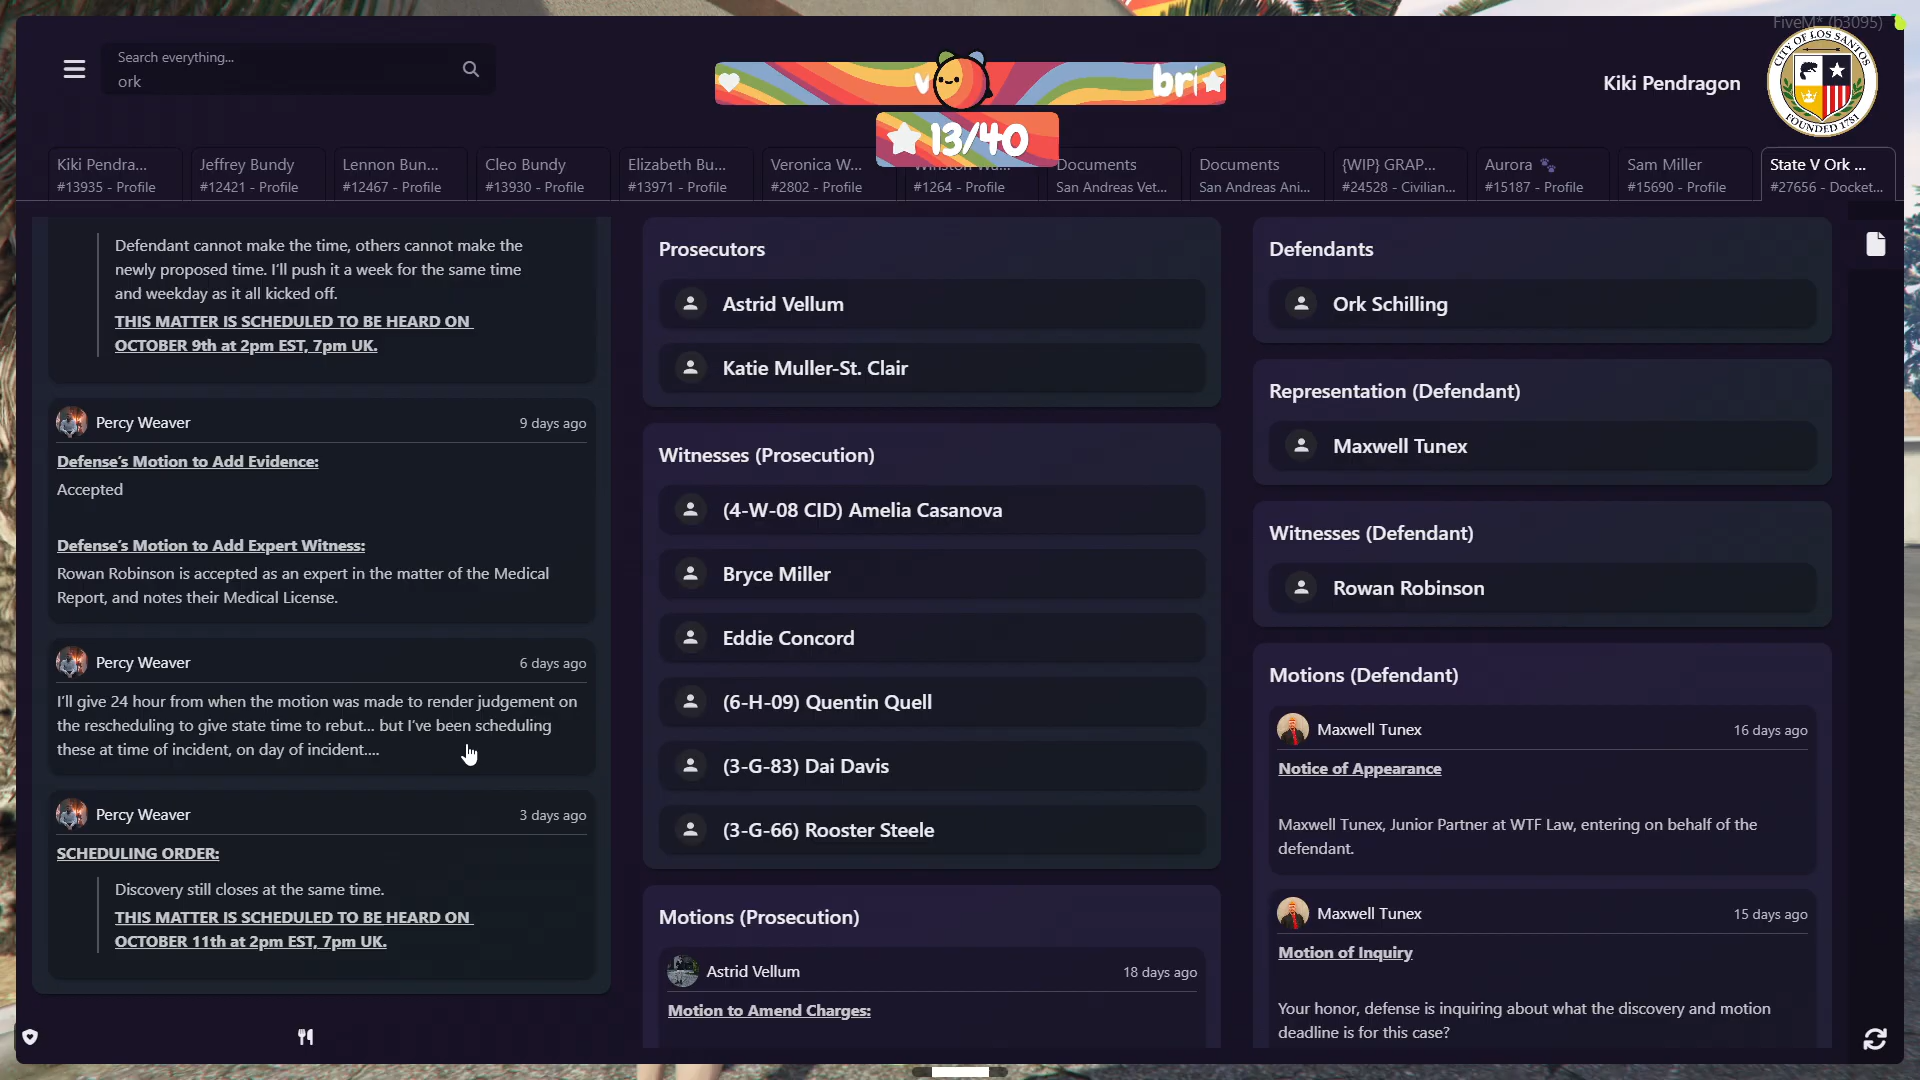 FiveM* (b3095)
Search everything...
ork
bri
13/40
Kiki Pendragon
CITY OF LOS SANTOS
FOUNDED 1781
Kiki Pendra...
#13935 - Profile
Jeffrey Bundy
#12421 - Profile
Lennon Bun...
#12467 - Profile
Cleo Bundy
#13930 - Profile
Elizabeth Bu...
#13971 - Profile
Veronica W...
#2802 - Profile
#1264 - Profile
Documents
San Andreas Vet...
Documents
San Andreas Ani...
{WIP} GRAP...
#24528 - Civilian...
Aurora 🐾
#15187 - Profile
Sam Miller
#15690 - Profile
State V Ork ...
#27656 - Docket...
Defendant cannot make the time, others cannot make the
newly proposed time. I'll push it a week for the same time
and weekday as it all kicked off.
THIS MATTER IS SCHEDULED TO BE HEARD ON
OCTOBER 9th at 2pm EST, 7pm UK.
Percy Weaver
9 days ago
Defense's Motion to Add Evidence:
Accepted
Defense's Motion to Add Expert Witness:
Rowan Robinson is accepted as an expert in the matter of the Medical
Report, and notes their Medical License.
Percy Weaver
6 days ago
I'll give 24 hour from when the motion was made to render judgement on
the rescheduling to give state time to rebut... but I've been scheduling
these at time of incident, on day of incident....
Percy Weaver
3 days ago
SCHEDULING ORDER:
Discovery still closes at the same time.
THIS MATTER IS SCHEDULED TO BE HEARD ON
OCTOBER 11th at 2pm EST, 7pm UK.
Prosecutors
Astrid Vellum
Katie Muller-St. Clair
Witnesses (Prosecution)
(4-W-08 CID) Amelia Casanova
Bryce Miller
Eddie Concord
(6-H-09) Quentin Quell
(3-G-83) Dai Davis
(3-G-66) Rooster Steele
Motions (Prosecution)
Astrid Vellum
18 days ago
Motion to Amend Charges:
Defendants
Ork Schilling
Representation (Defendant)
Maxwell Tunex
Witnesses (Defendant)
Rowan Robinson
Motions (Defendant)
Maxwell Tunex
16 days ago
Notice of Appearance
Maxwell Tunex, Junior Partner at WTF Law, entering on behalf of the
defendant.
Maxwell Tunex
15 days ago
Motion of Inquiry
Your honor, defense is inquiring about what the discovery and motion
deadline is for this case?